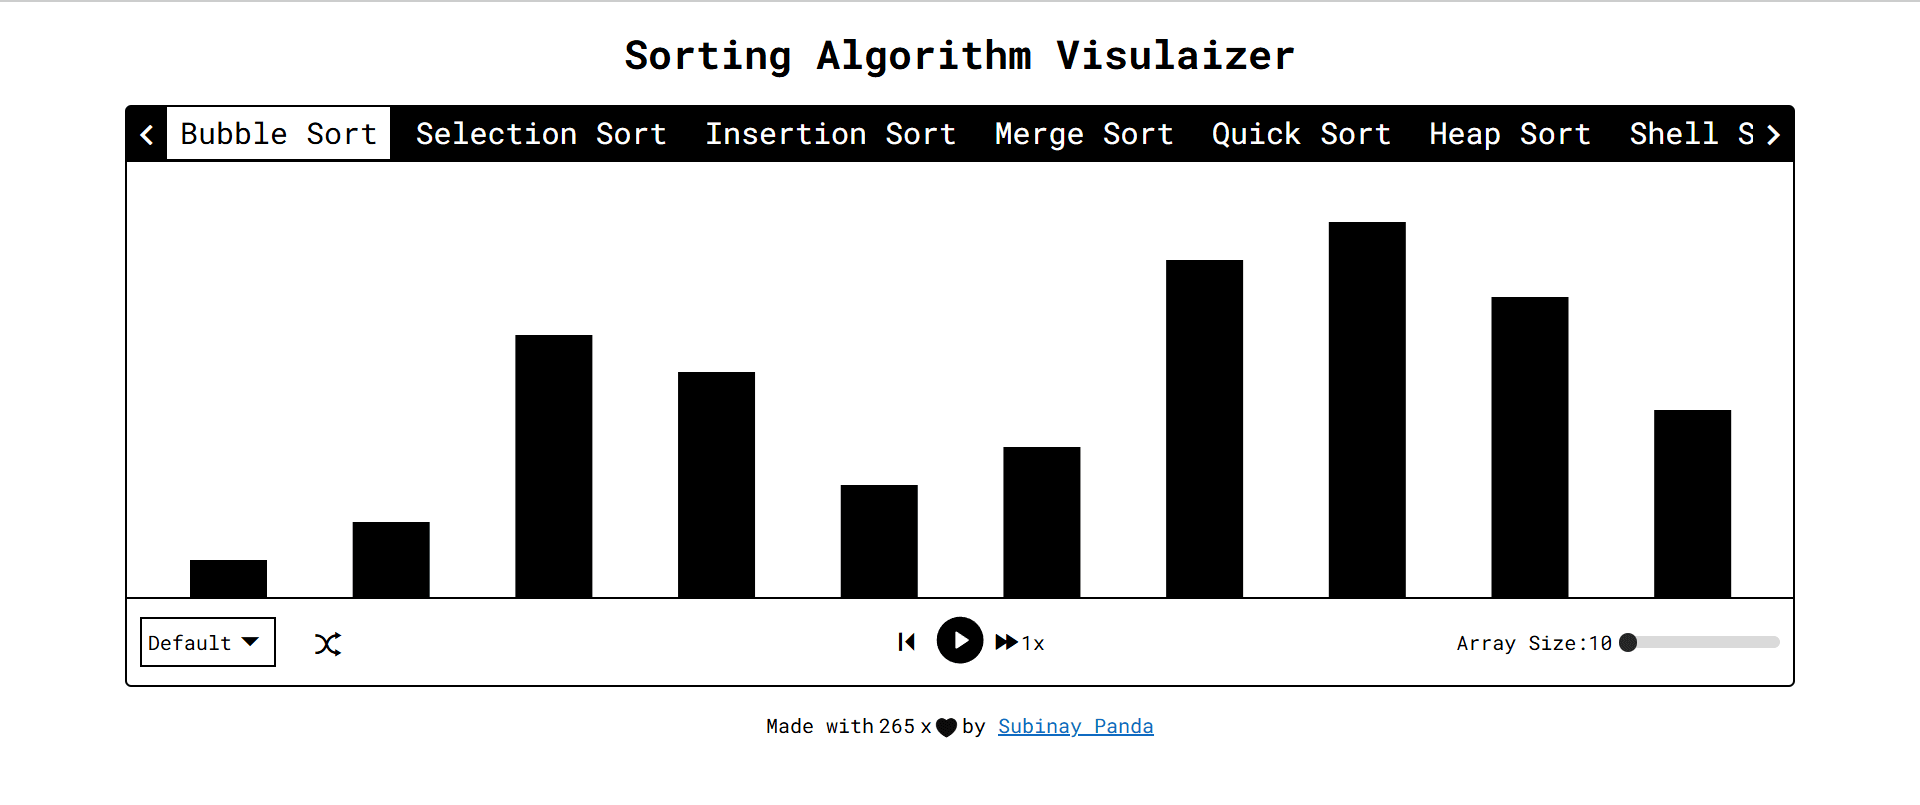 Sorting Algorithm Visulaizer
Bubble Sort Selection Sort Insertion Sort Merge Sort Quick Sort Heap Sort Shell S
Default 1x Array Size:10
Made with 265 x by Subinay Panda